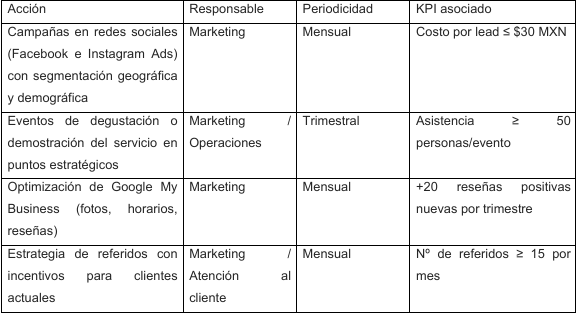 Acción Responsable Periodicidad KPI asociado
Campañas en redes sociales Marketing Mensual Costo por lead ≤ $30 MXN
(Facebook e Instagram Ads)
con segmentación geográfica
y demográfica
Eventos de degustación o Marketing / Trimestral Asistencia ≥ 50
demostración del servicio en Operaciones personas/evento
puntos estratégicos
Optimización de Google My Marketing Mensual +20 reseñas positivas
Business (fotos, horarios, nuevas por trimestre
reseñas)
Estrategia de referidos con Marketing / Mensual Nº de referidos ≥ 15 por
incentivos para clientes Atención al mes
actuales cliente